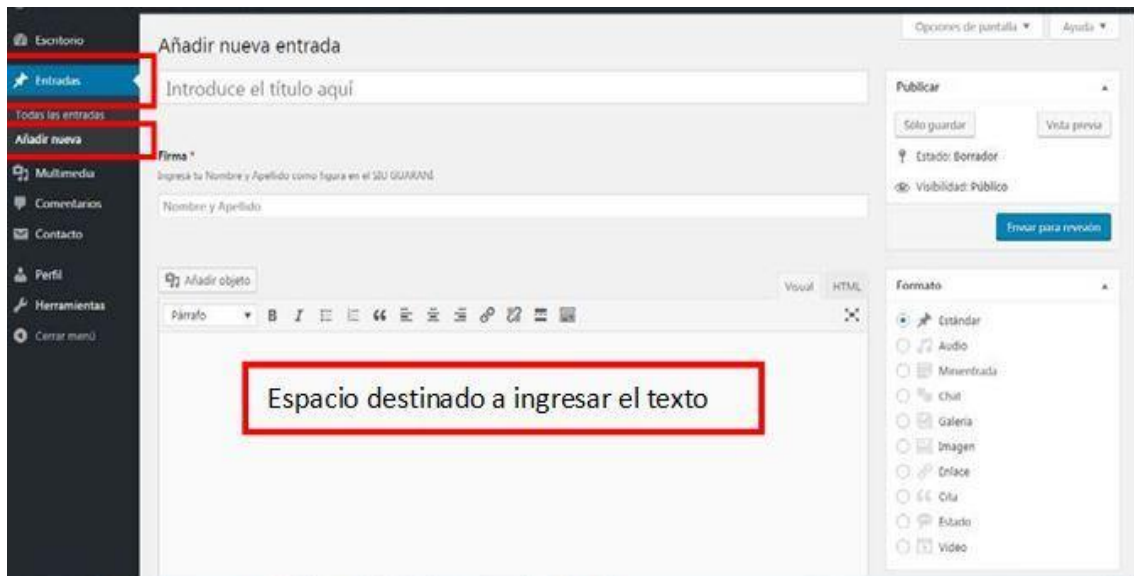 Opciones de pantalla
Ayuda
Escritorio
Entradas
Todas las entradas
Añadir nueva
Multimedia
Comentarios
Contacto
Perfil
Herramientas
Cerrar menú
Añadir nueva entrada
Introduce el título aquí
Firma *
Ingresá tu Nombre y Apellido como figura en el SIU GUARANÍ
Nombre y Apellido
Añadir objeto
Visual HTML
Párrafo B I
Espacio destinado a ingresar el texto
Publicar
Sólo guardar Vista previa
Estado: Borrador
Visibilidad: Público
Enviar para revisión
Formato
Estándar
Audio
Minientrada
Chat
Galería
Imagen
Enlace
Cita
Estado
Video